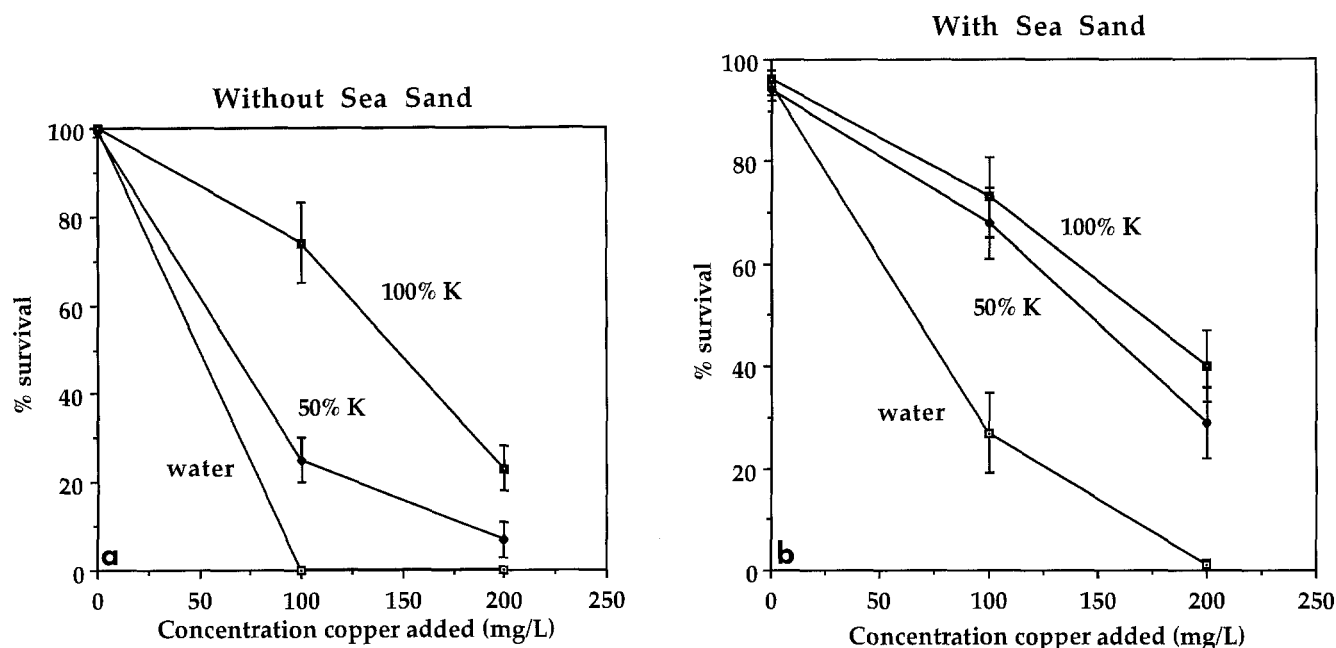 Without Sea Sand
100
80
60
40
20
0
% survival
100% K
50% K
water
a
0 50 100 150 200 250
Concentration copper added (mg/L)
With Sea Sand
100
80
60
40
20
0
% survival
100% K
50% K
water
b
0 50 100 150 200 250
Concentration copper added (mg/L)